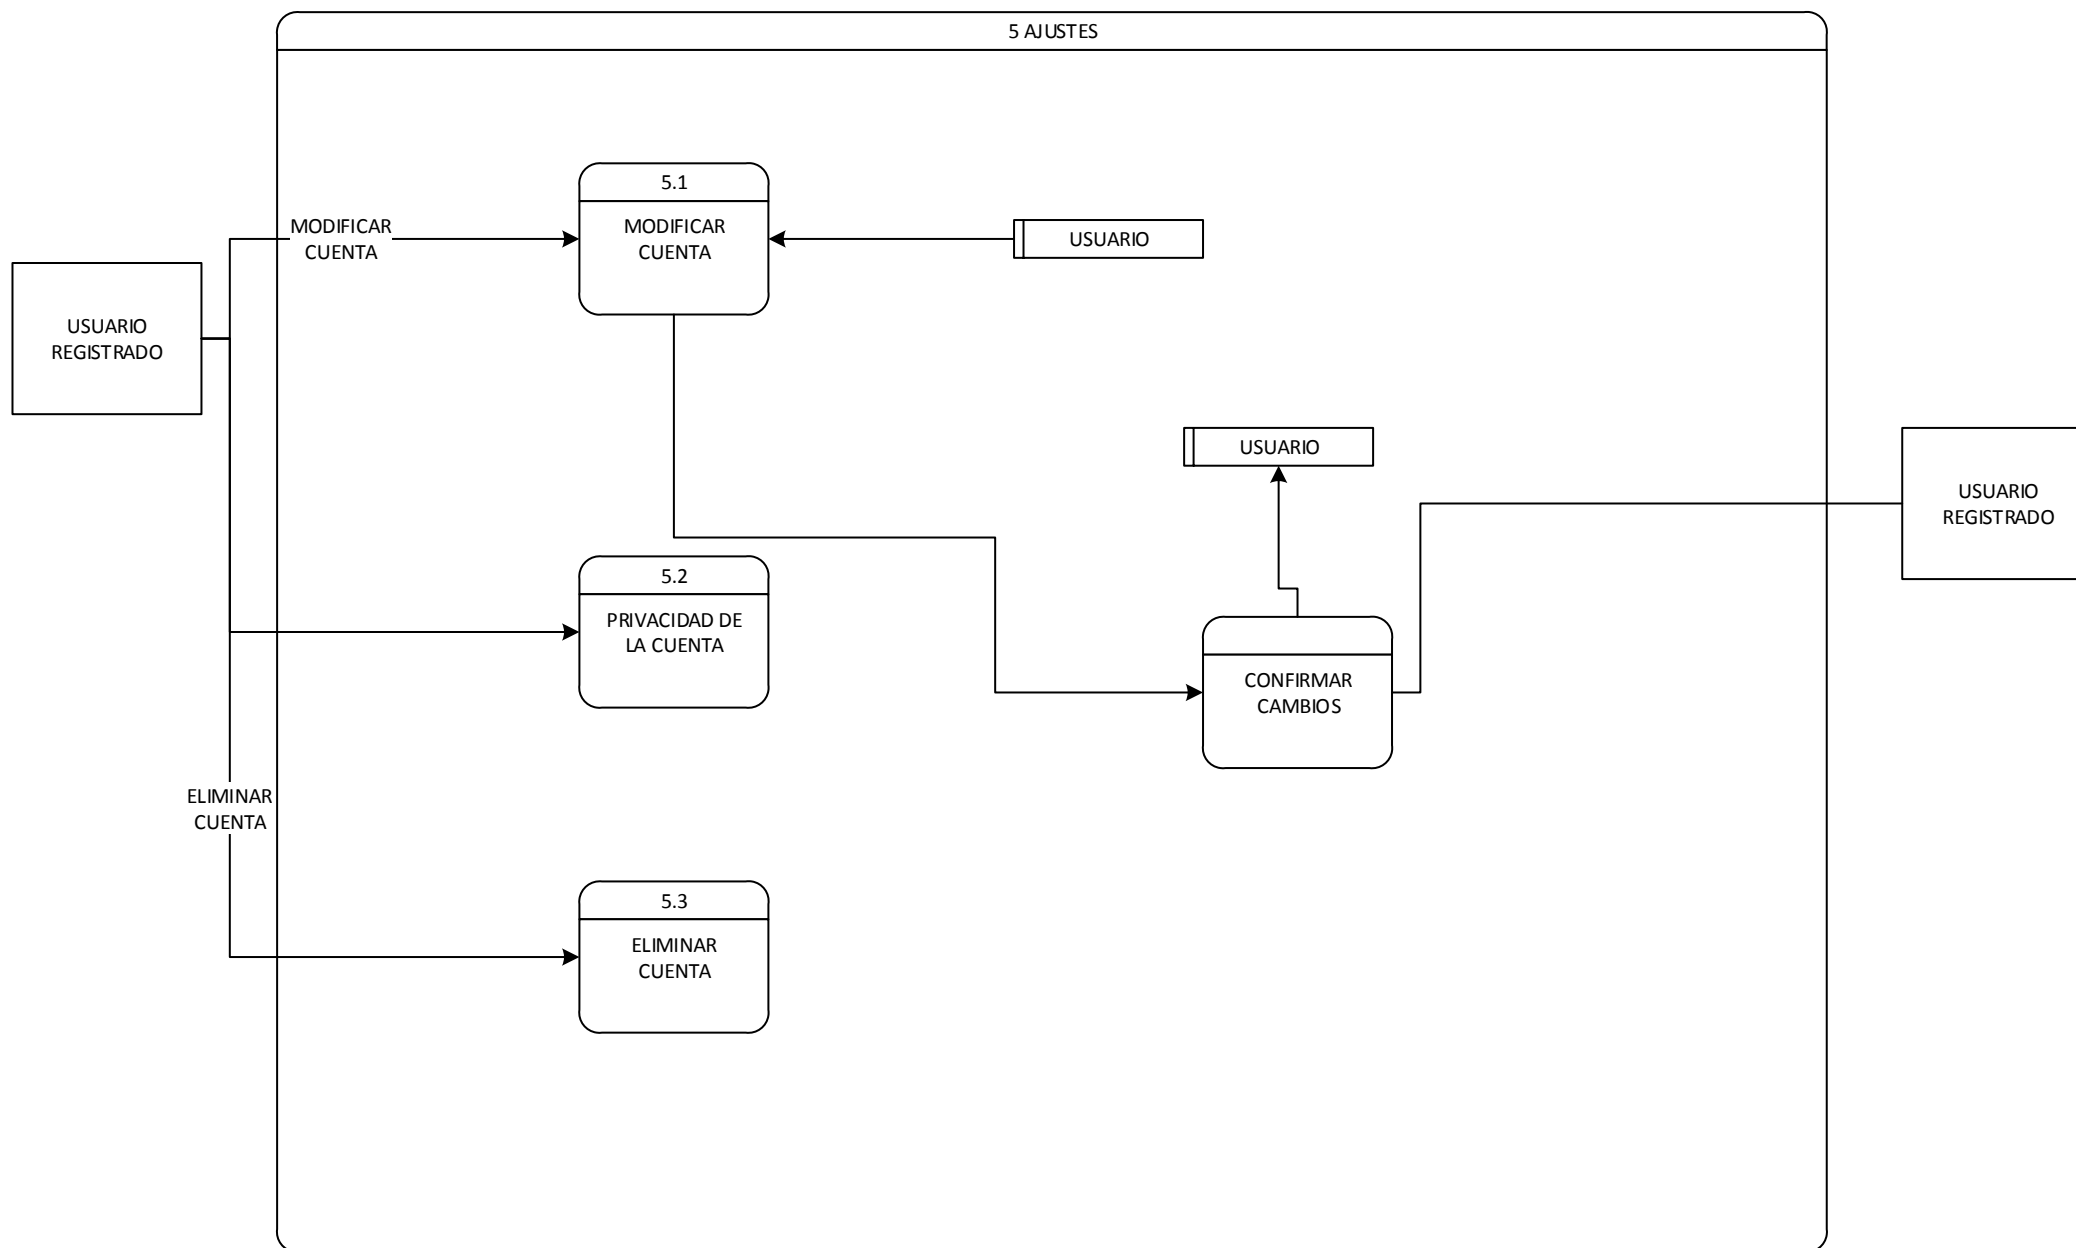 5 AJUSTES
5.1
MODIFICAR
CUENTA
MODIFICAR
CUENTA
USUARIO
USUARIO
REGISTRADO
USUARIO
USUARIO
REGISTRADO
5.2
PRIVACIDAD DE
LA CUENTA
CONFIRMAR
CAMBIOS
ELIMINAR
CUENTA
5.3
ELIMINAR
CUENTA